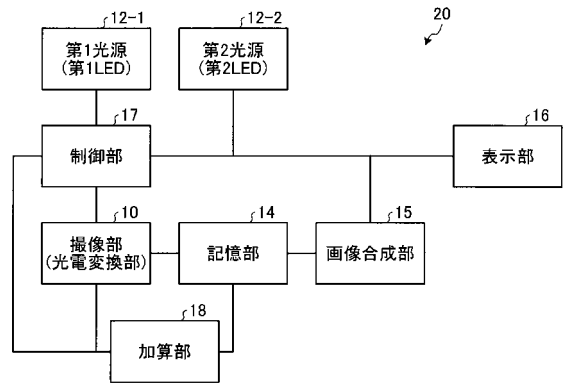 12-1
12-2
20
第1光源
(第1LED)
第2光源
(第2LED)
17
16
制御部
表示部
10
14
15
撮像部
(光電変換部)
記憶部
画像合成部
18
加算部